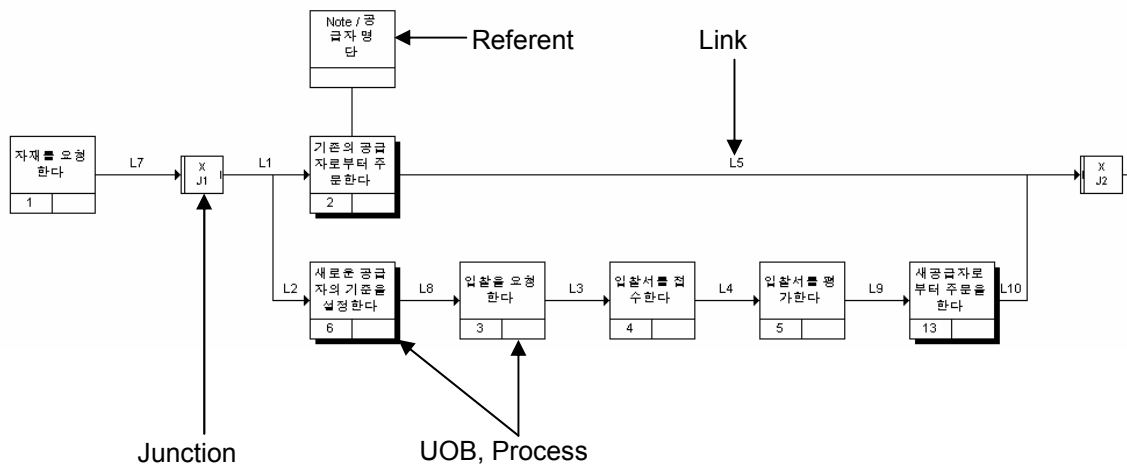 Note / 공
급자 명
단
Referent
Link
자재를 요청
한다
1
L7
X
J1
L1
기존의 공급
자로부터 주
문한다
2
L5
X
J2
L2
새로운 공급
자의 기준을
설정한다
6
L8
입찰을 요청
한다
3
L3
입찰서를 접
수한다
4
L4
입찰서를 평
가한다
5
L9
새공급자로
부터 주문을
한다
13
L10
Junction
UOB, Process